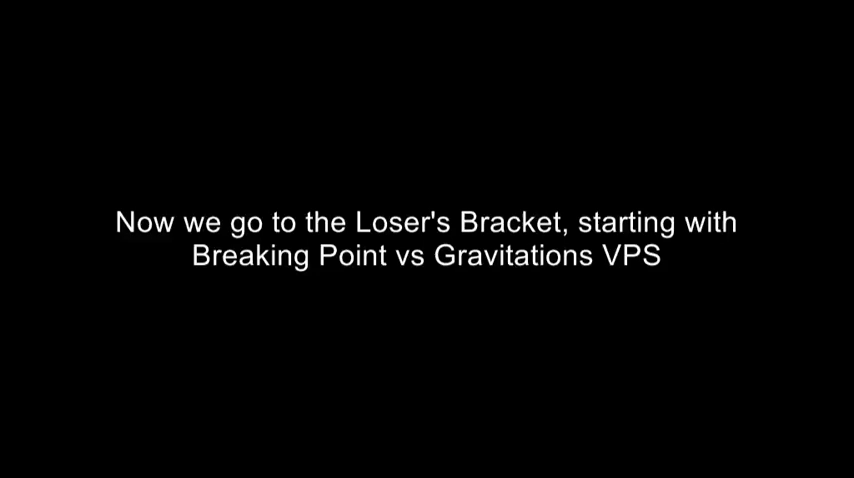 Now we go to the Loser's Bracket, starting with
Breaking Point vs Gravitations VPS